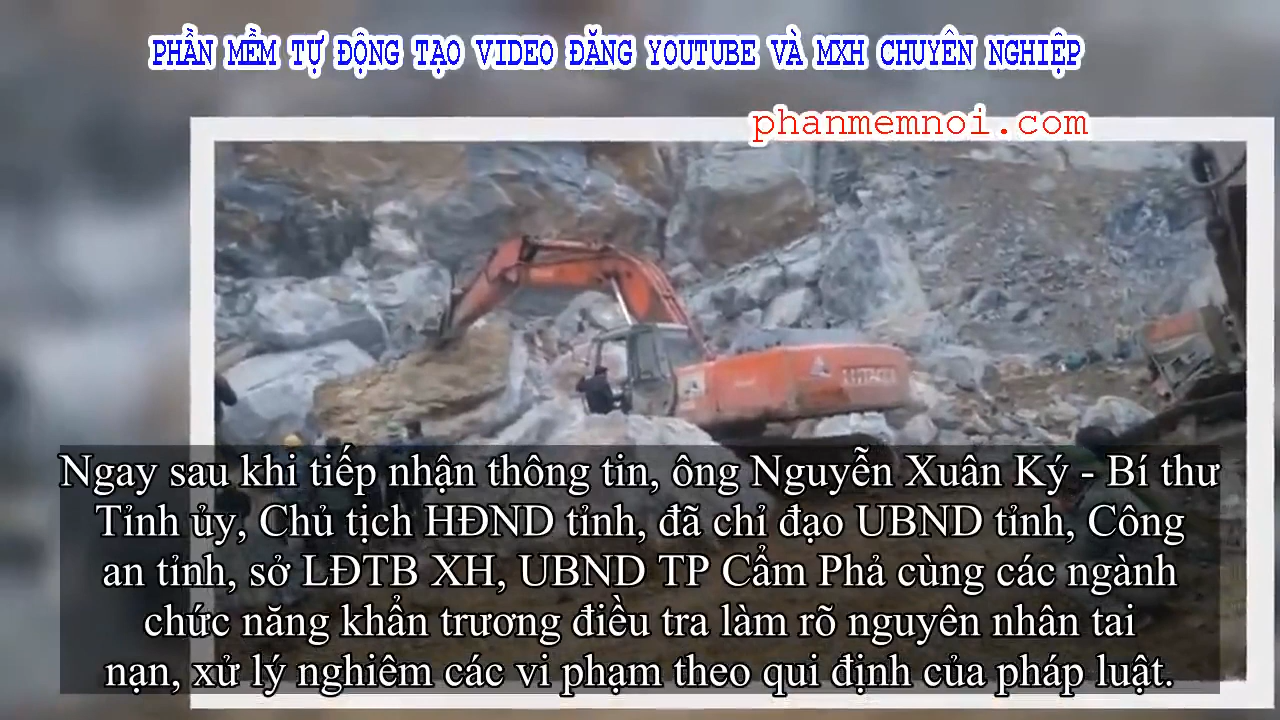 PHẦN MỀM TỰ ĐỘNG TẠO VIDEO ĐĂNG YOUTUBE VÀ MXH CHUYÊN NGHIỆP
phanmemnoi.com
HITACHI
Ngay sau khi tiếp nhận thông tin, ông Nguyễn Xuân Ký - Bí thư
Tỉnh ủy, Chủ tịch HĐND tỉnh, đã chỉ đạo UBND tỉnh, Công
an tỉnh, sở LĐTB XH, UBND TP Cẩm Phả cùng các ngành
chức năng khẩn trương điều tra làm rõ nguyên nhân tai
nạn, xử lý nghiêm các vi phạm theo qui định của pháp luật.